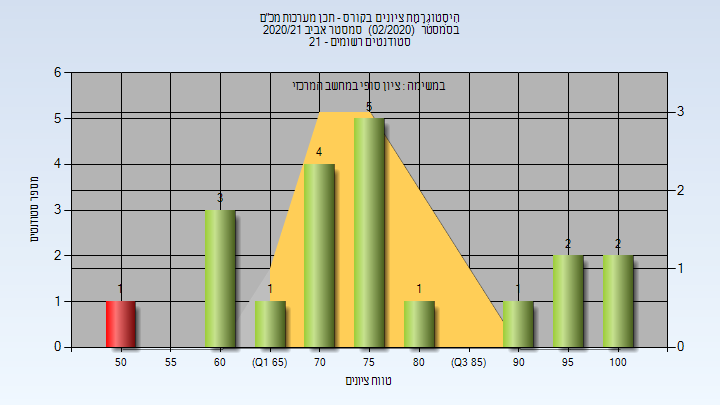 היסטוגרמת ציונים בקורס - תכן מערכות מכ"ם
בסמסטר (02/2020) סמסטר אביב 2020/21
סטודנטים רשומים - 21
במשימה : ציון סופי במחשב המרכזי
מספר סטודנטים
6
5
4
3
2
1
0
3
2
1
0
1
3
1
4
5
1
1
2
2
50 55 60 (Q1 65) 70 75 80 (Q3 85) 90 95 100
טווח ציונים